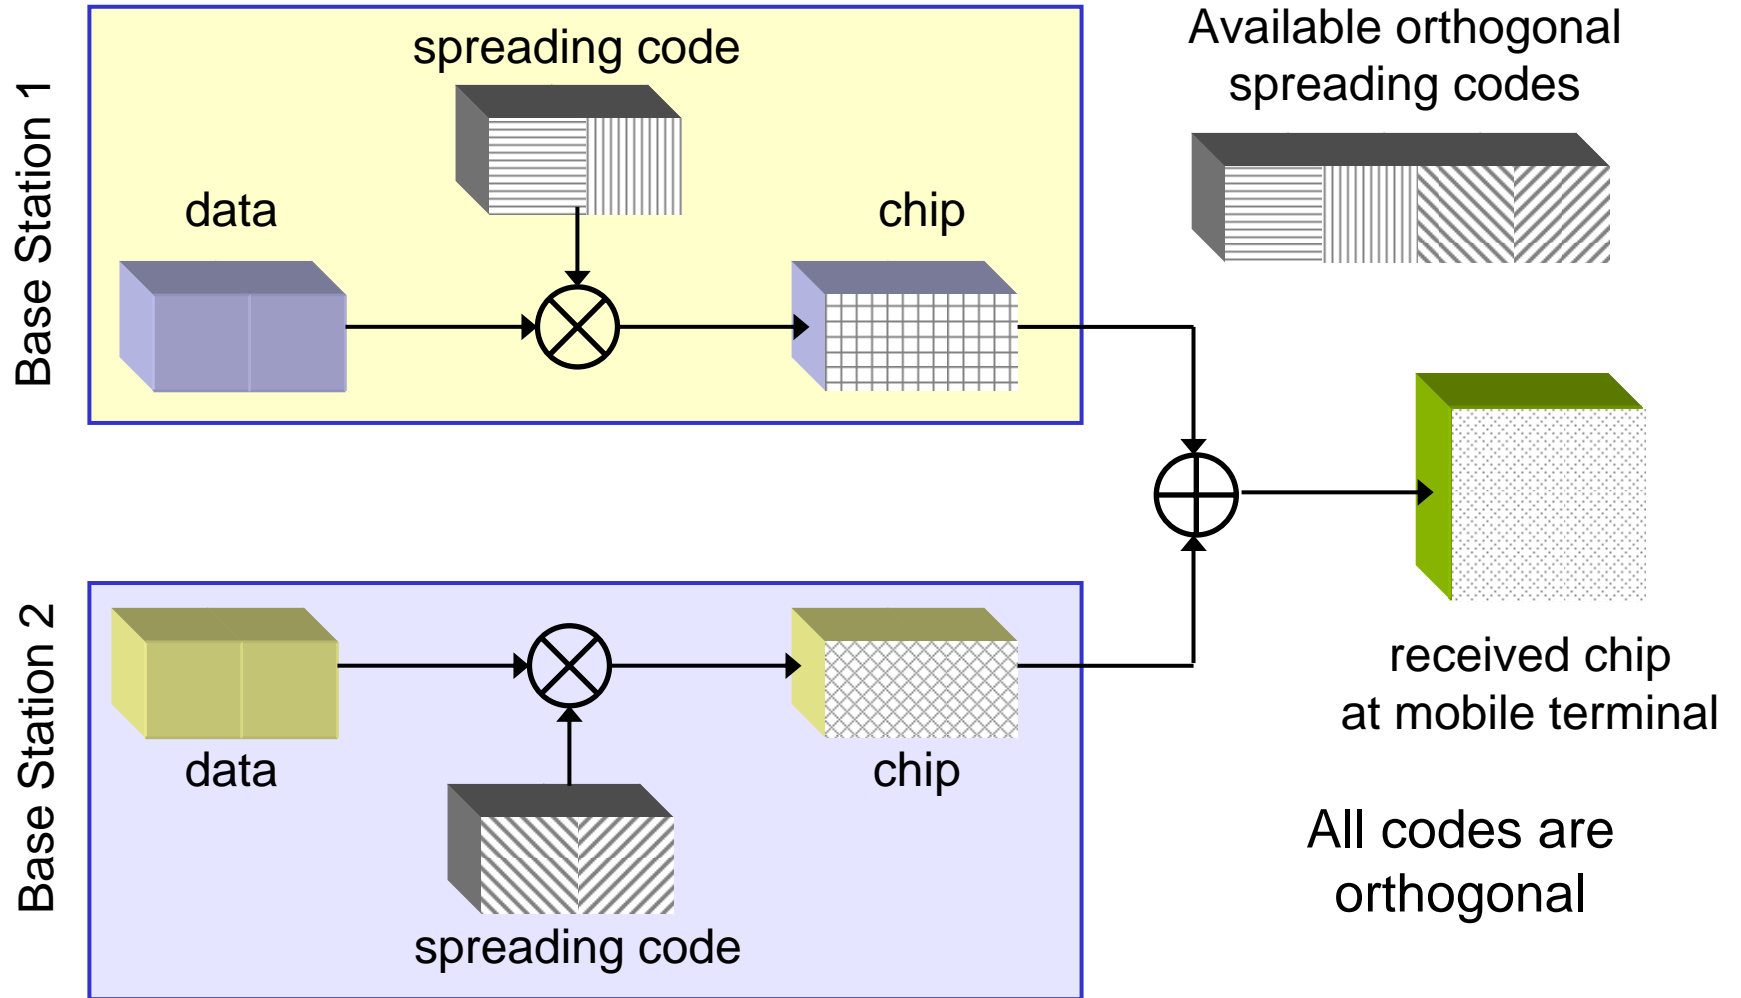 Base Station 1
spreading code
data
chip
Available orthogonal
spreading codes
received chip
at mobile terminal
Base Station 2
data
chip
spreading code
All codes are
orthogonal